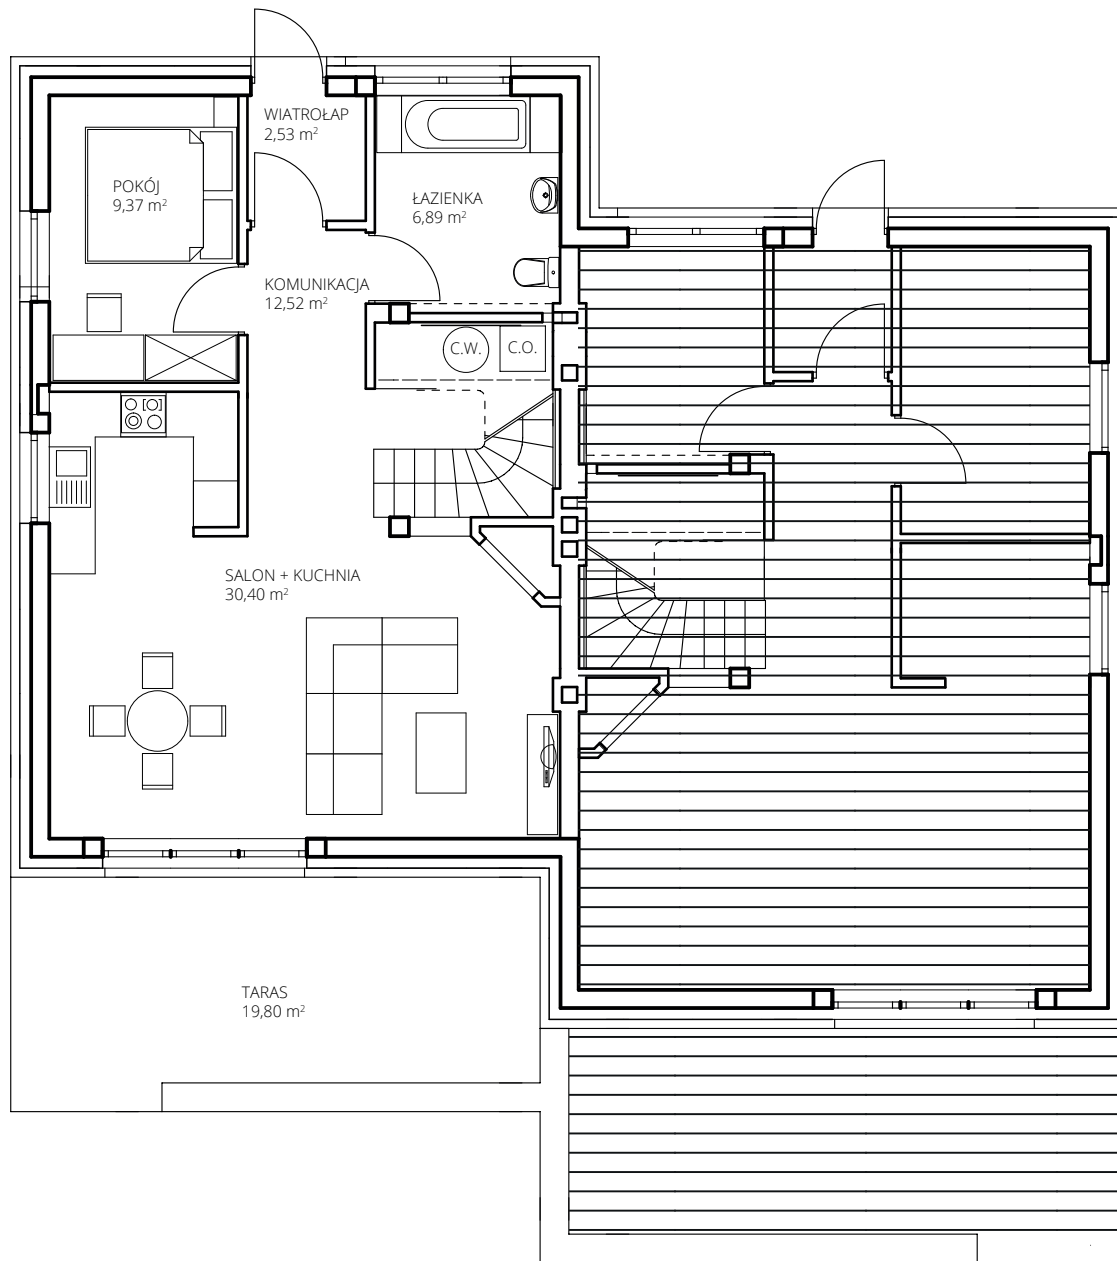 WIATROŁAP
2,53 m²
POKÓJ
9,37 m²
ŁAZIENKA
6,89 m²
KOMUNIKACJA
12,52 m²
C.W.
C.O.
SALON + KUCHNIA
30,40 m²
TARAS
19,80 m²